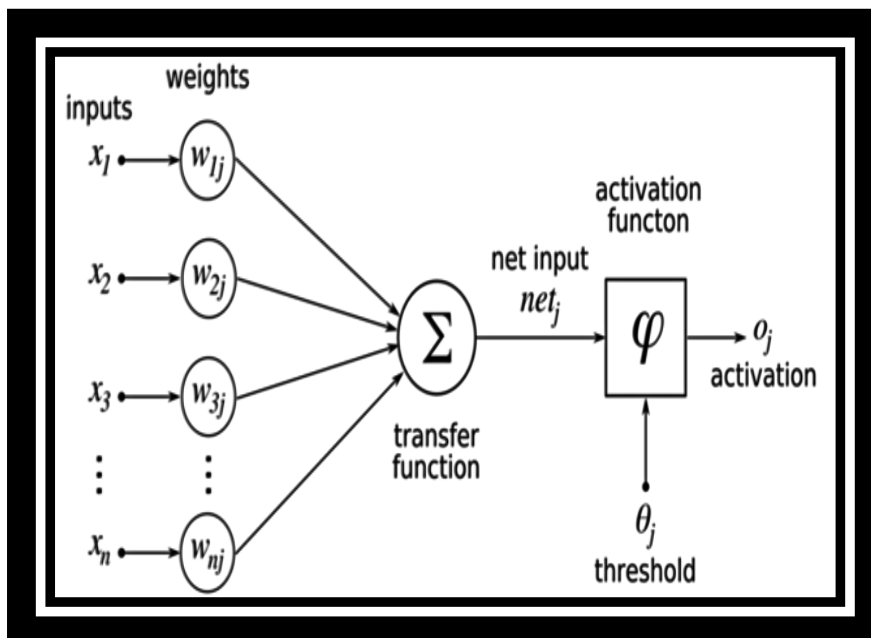 weights
inputs
x1
w1j
x2
w2j
x3
w3j
xn
wnj
Σ
transfer
function
net input
netj
activation
functon
φ
oj
activation
θj
threshold